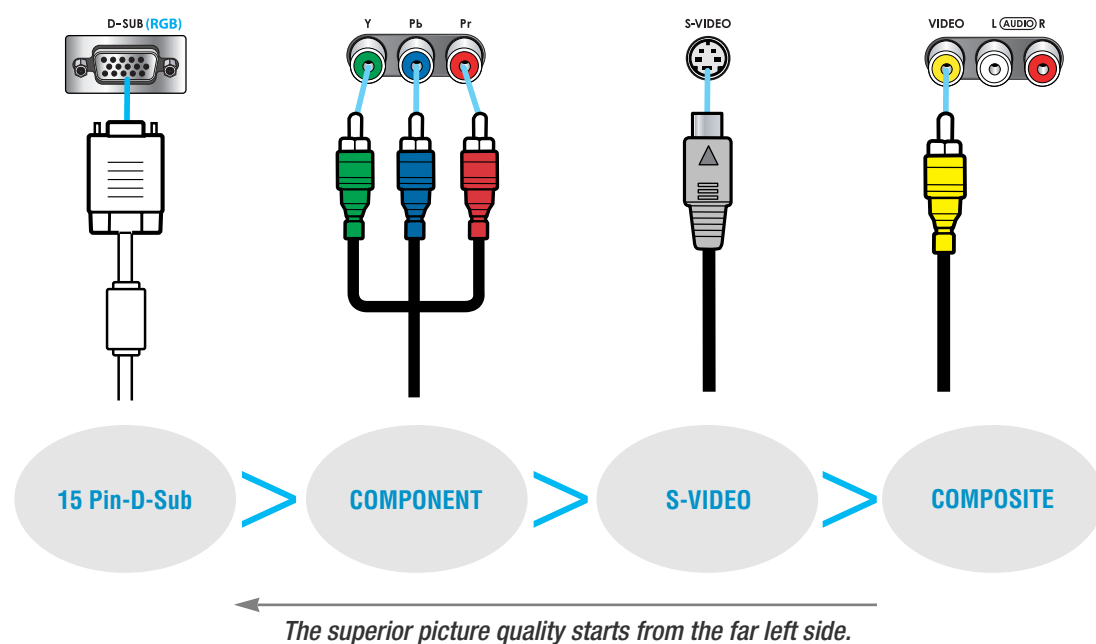 D-SUB (RGB)
Y Pb Pr
S-VIDEO
VIDEO L AUDIO R
15 Pin-D-Sub > COMPONENT > S-VIDEO > COMPOSITE
The superior picture quality starts from the far left side.